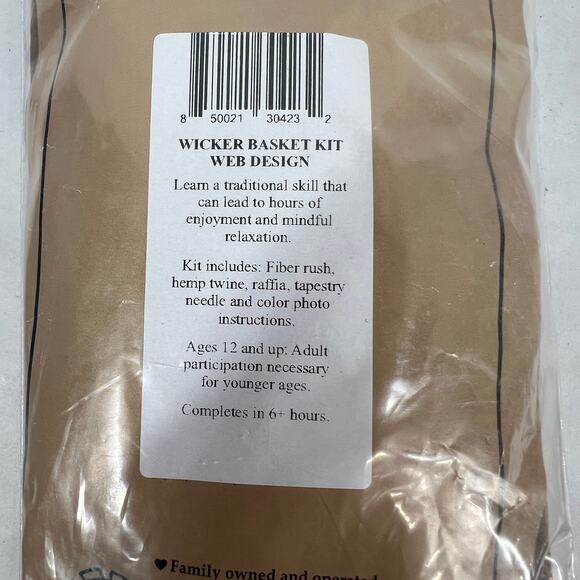 8 50021 30423 2
WICKER BASKET KIT
WEB DESIGN
Learn a traditional skill that
can lead to hours of
enjoyment and mindful
relaxation.
Kit includes: Fiber rush,
hemp twine, raffia, tapestry
needle and color photo
instructions.
Ages 12 and up: Adult
participation necessary
for younger ages.
Completes in 6+ hours.
♥ Family owned and operated